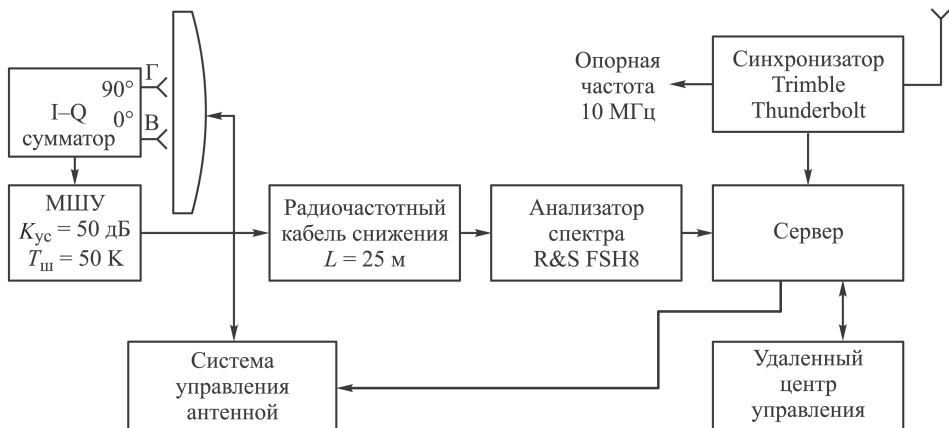 90°
Г
I–Q
0°
В
сумматор
МШУ
Kус = 50 дБ
Tш = 50 К
Радиочастотный
кабель снижения
L = 25 м
Анализатор
спектра
R&S FSH8
Опорная
частота
10 МГц
Синхронизатор
Trimble
Thunderbolt
Сервер
Система
управления
антенной
Удаленный
центр
управления